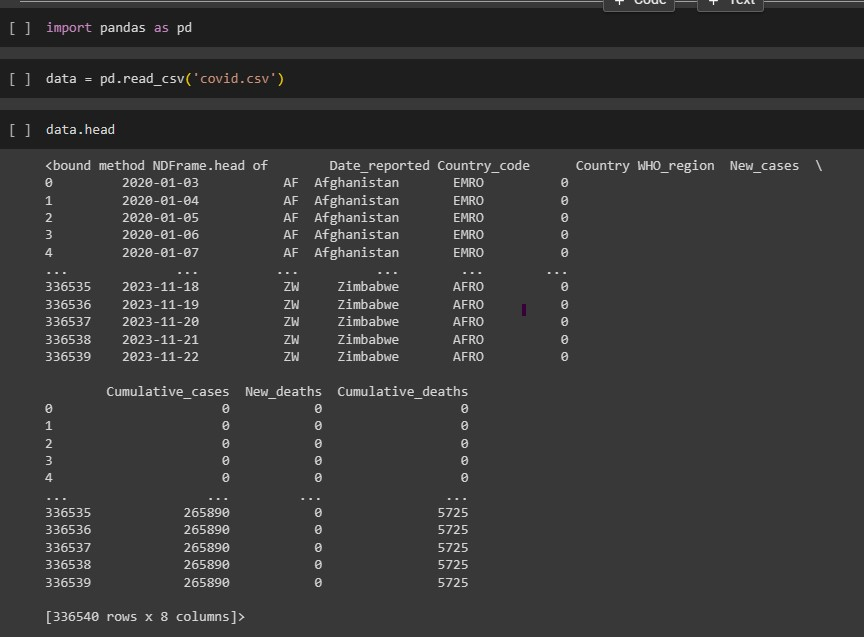 + Code + Text
[ ] import pandas as pd
[ ] data = pd.read_csv('covid.csv')
[ ] data.head
<bound method NDFrame.head of        Date_reported Country_code      Country WHO_region  New_cases  \
0         2020-01-03           AF  Afghanistan       EMRO          0
1         2020-01-04           AF  Afghanistan       EMRO          0
2         2020-01-05           AF  Afghanistan       EMRO          0
3         2020-01-06           AF  Afghanistan       EMRO          0
4         2020-01-07           AF  Afghanistan       EMRO          0
...              ...          ...          ...        ...        ...
336535    2023-11-18           ZW     Zimbabwe       AFRO          0
336536    2023-11-19           ZW     Zimbabwe       AFRO          0
336537    2023-11-20           ZW     Zimbabwe       AFRO          0
336538    2023-11-21           ZW     Zimbabwe       AFRO          0
336539    2023-11-22           ZW     Zimbabwe       AFRO          0
        Cumulative_cases  New_deaths  Cumulative_deaths
0                      0           0                  0
1                      0           0                  0
2                      0           0                  0
3                      0           0                  0
4                      0           0                  0
...                  ...         ...                ...
336535            265890           0               5725
336536            265890           0               5725
336537            265890           0               5725
336538            265890           0               5725
336539            265890           0               5725
[336540 rows x 8 columns]>